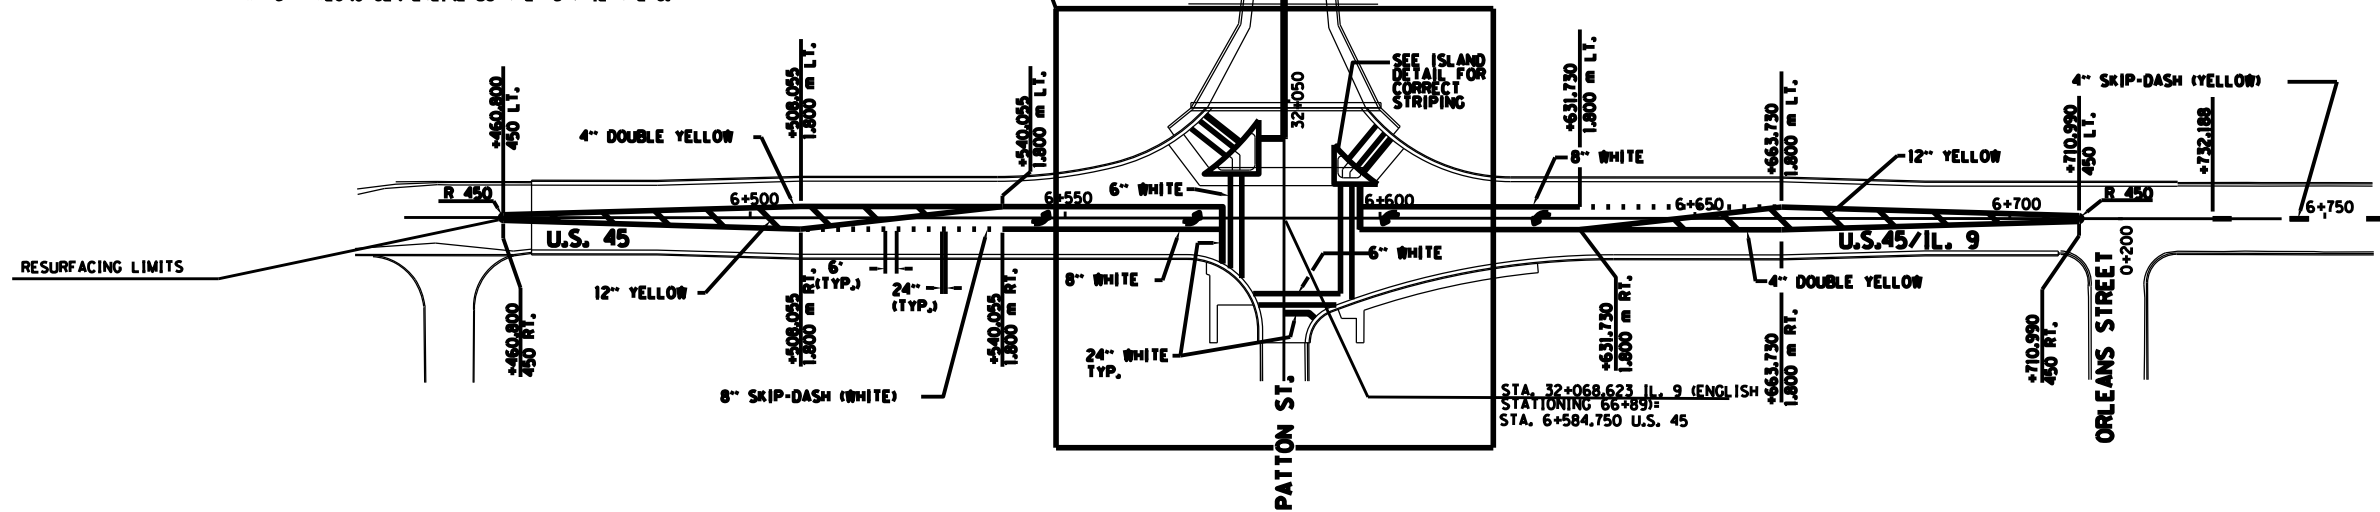 +460.800
450 LT.
+508.055
1.800 m LT.
+540.055
1.800 m LT.
32+050
SEE ISLAND
DETAIL FOR
CORRECT
STRIPING
+631.730
1.800 m LT.
+663.730
1.800 m LT.
4" SKIP-DASH (YELLOW)
+710.990
450 LT.
+732.188
4" DOUBLE YELLOW
8" WHITE
12" YELLOW
R 450
6+500
6" WHITE
6+550
6+600
6+650
6+700
R 450
6+750
U.S. 45
U.S.45/IL. 9
RESURFACING LIMITS
12" YELLOW
6'
(TYP.)
24"
(TYP.)
8" WHITE
6" WHITE
4" DOUBLE YELLOW
0+200
ORLEANS STREET
+460.800
450 RT.
+508.055
1.800 m RT.
+540.055
1.800 m RT.
24" WHITE
TYP.
+631.730
1.800 m RT.
+663.730
1.800 m RT.
+710.990
450 RT.
8" SKIP-DASH (WHITE)
PATTON ST.
STA. 32+068.623 IL. 9 (ENGLISH
STATIONING 66+89)=
STA. 6+584.750 U.S. 45